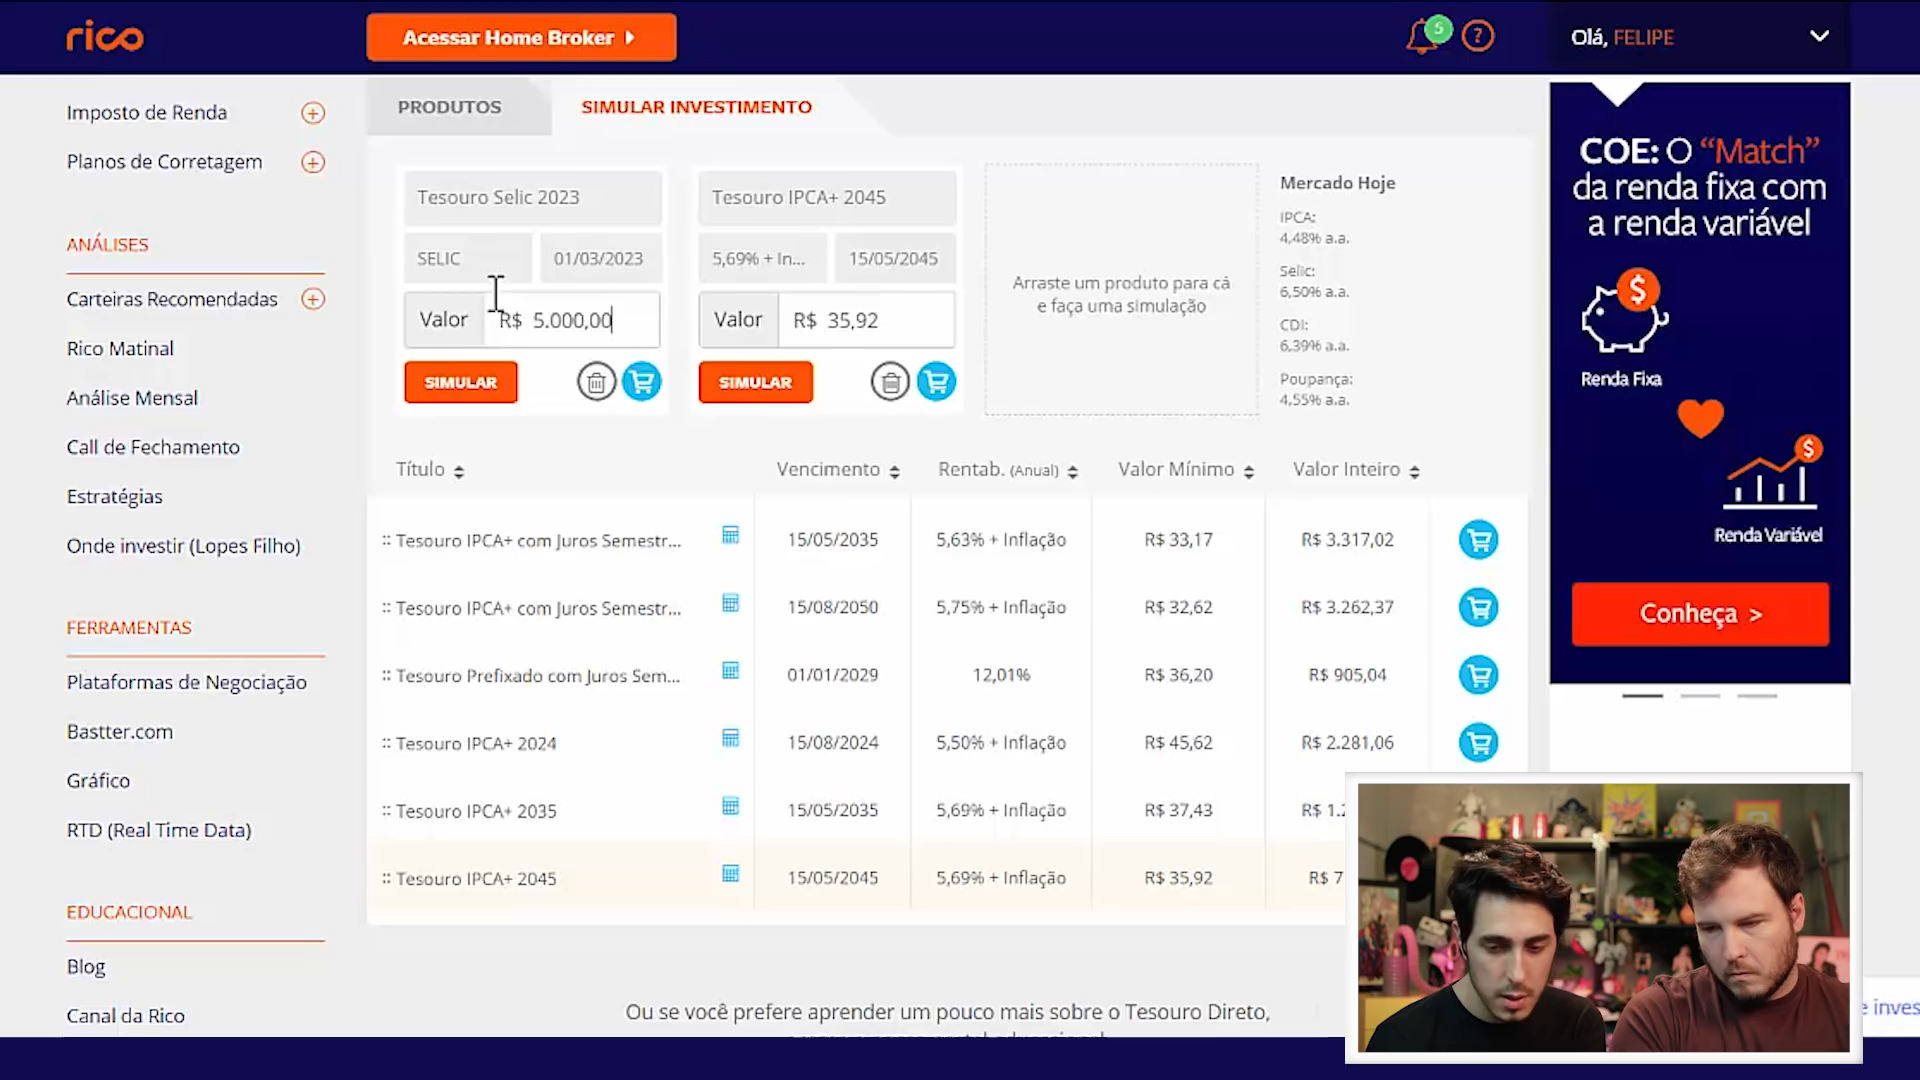 rico
Acessar Home Broker
5
?
Olá, FELIPE
Imposto de Renda
Planos de Corretagem
ANÁLISES
Carteiras Recomendadas
Rico Matinal
Análise Mensal
Call de Fechamento
Estratégias
Onde investir (Lopes Filho)
FERRAMENTAS
Plataformas de Negociação
Bastter.com
Gráfico
RTD (Real Time Data)
EDUCACIONAL
Blog
Canal da Rico
PRODUTOS
SIMULAR INVESTIMENTO
Tesouro Selic 2023
SELIC
01/03/2023
Valor
R$ 5.000,00
SIMULAR
Tesouro IPCA+ 2045
5,69% + In...
15/05/2045
Valor
R$ 35,92
SIMULAR
Arraste um produto para cá
e faça uma simulação
Mercado Hoje
IPCA:
4,48% a.a.
Selic:
6,50% a.a.
CDI:
6,39% a.a.
Poupança:
4,55% a.a.
Título Vencimento Rentab. (Anual) Valor Mínimo Valor Inteiro
:: Tesouro IPCA+ com Juros Semestr... 15/05/2035 5,63% + Inflação R$ 33,17 R$ 3.317,02
:: Tesouro IPCA+ com Juros Semestr... 15/08/2050 5,75% + Inflação R$ 32,62 R$ 3.262,37
:: Tesouro Prefixado com Juros Sem... 01/01/2029 12,01% R$ 36,20 R$ 905,04
:: Tesouro IPCA+ 2024 15/08/2024 5,50% + Inflação R$ 45,62 R$ 2.281,06
:: Tesouro IPCA+ 2035 15/05/2035 5,69% + Inflação R$ 37,43 R$ 1.2
:: Tesouro IPCA+ 2045 15/05/2045 5,69% + Inflação R$ 35,92 R$ 7
Ou se você prefere aprender um pouco mais sobre o Tesouro Direto,
COE: O “Match”
da renda fixa com
a renda variável
$
Renda Fixa
$
Renda Variável
Conheça >
e inves